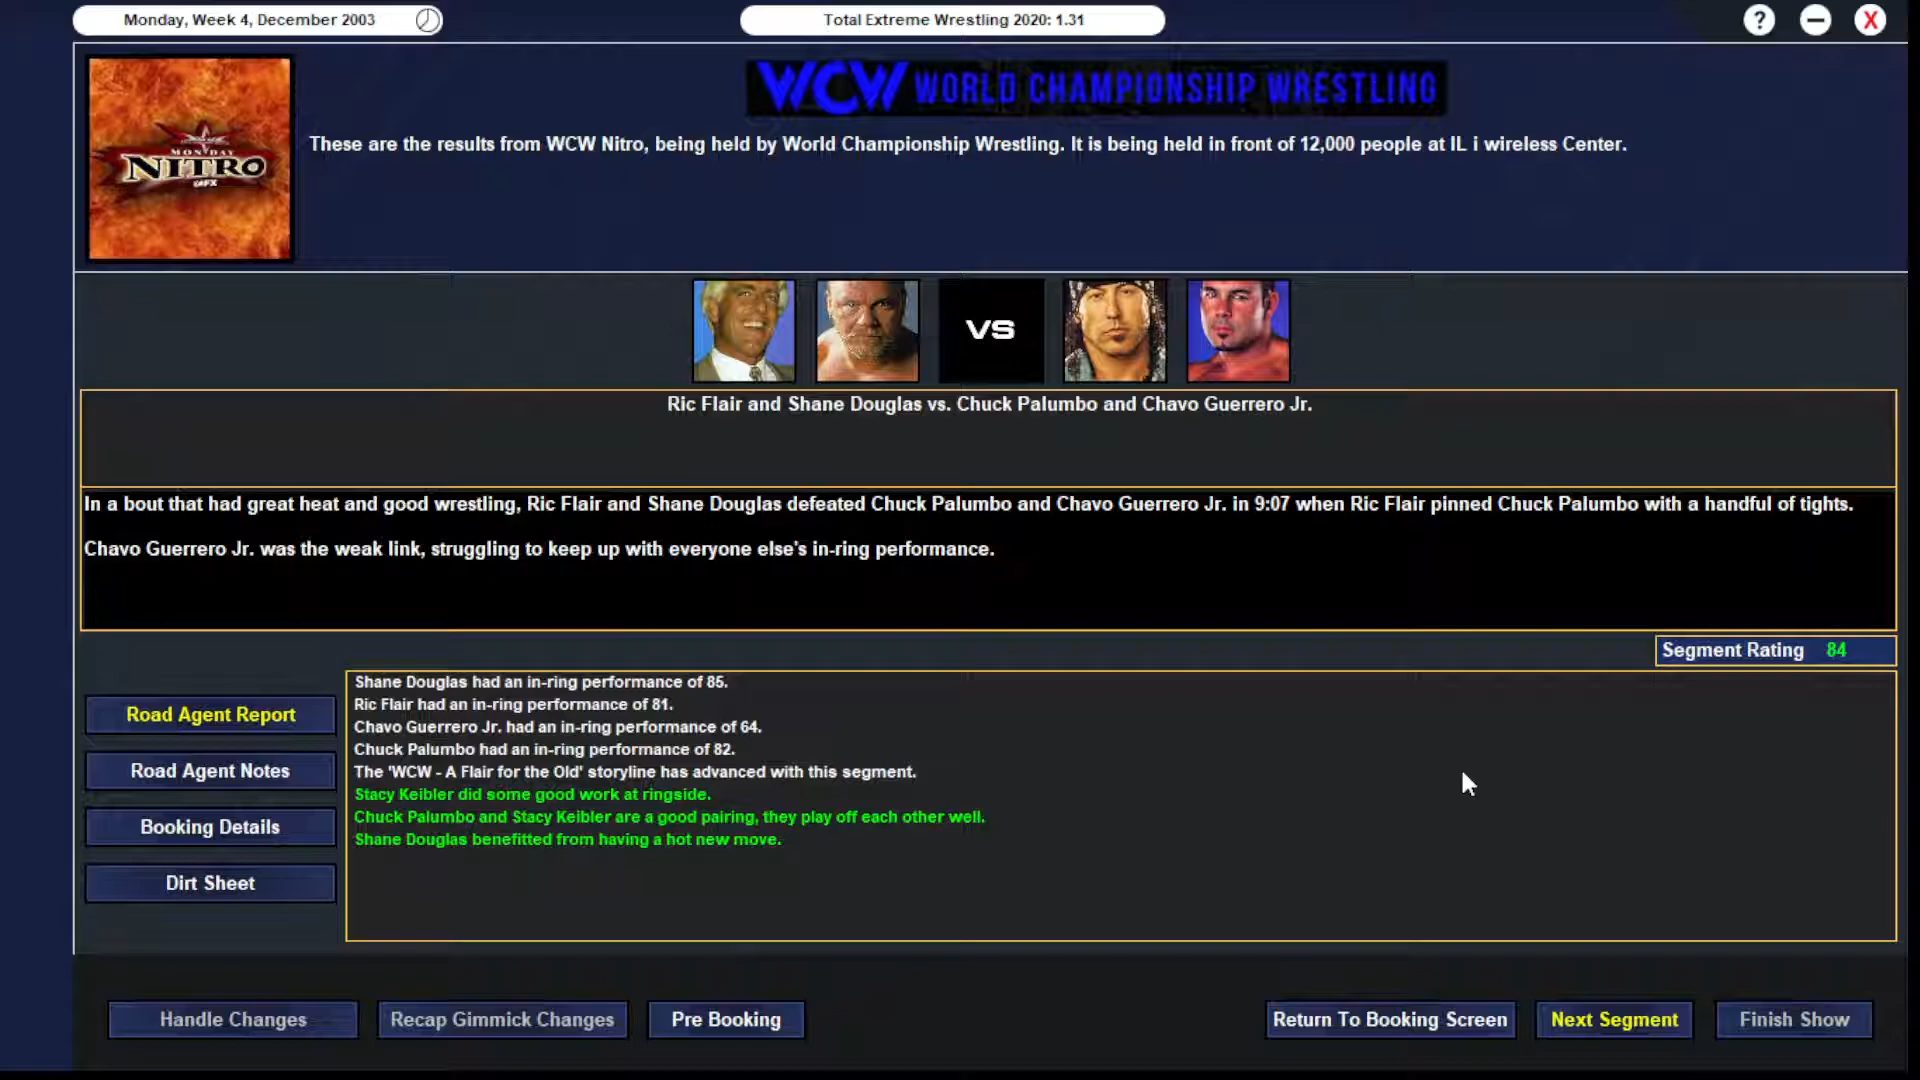 Monday, Week 4, December 2003
Total Extreme Wrestling 2020: 1.31
?
X
WCW WORLD CHAMPIONSHIP WRESTLING
MONDAY
NITRO
These are the results from WCW Nitro, being held by World Championship Wrestling. It is being held in front of 12,000 people at IL i wireless Center.
VS
Ric Flair and Shane Douglas vs. Chuck Palumbo and Chavo Guerrero Jr.
In a bout that had great heat and good wrestling, Ric Flair and Shane Douglas defeated Chuck Palumbo and Chavo Guerrero Jr. in 9:07 when Ric Flair pinned Chuck Palumbo with a handful of tights.
Chavo Guerrero Jr. was the weak link, struggling to keep up with everyone else's in-ring performance.
Segment Rating 84
Road Agent Report
Road Agent Notes
Booking Details
Dirt Sheet
Shane Douglas had an in-ring performance of 85.
Ric Flair had an in-ring performance of 81.
Chavo Guerrero Jr. had an in-ring performance of 64.
Chuck Palumbo had an in-ring performance of 82.
The 'WCW - A Flair for the Old' storyline has advanced with this segment.
Stacy Keibler did some good work at ringside.
Chuck Palumbo and Stacy Keibler are a good pairing, they play off each other well.
Shane Douglas benefitted from having a hot new move.
Handle Changes
Recap Gimmick Changes
Pre Booking
Return To Booking Screen
Next Segment
Finish Show